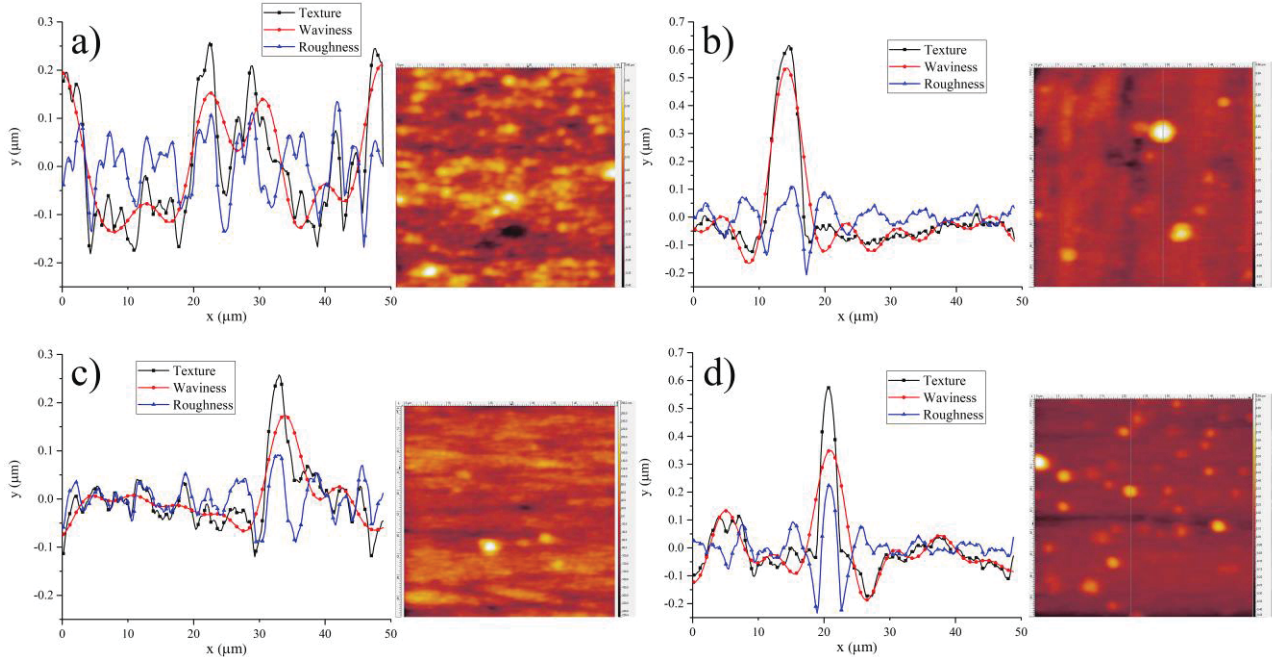 a)
Texture
Waviness
Roughness
0.3
0.2
0.1
0.0
-0.1
-0.2
y (μm)
0 10 20 30 40 50
x (μm)
b)
Texture
Waviness
Roughness
0.7
0.6
0.5
0.4
0.3
0.2
0.1
0.0
-0.1
-0.2
y (μm)
0 10 20 30 40 50
x (μm)
c)
Texture
Waviness
Roughness
0.3
0.2
0.1
0.0
-0.1
-0.2
y (μm)
0 10 20 30 40 50
x (μm)
d)
Texture
Waviness
Roughness
0.7
0.6
0.5
0.4
0.3
0.2
0.1
0.0
-0.1
-0.2
y (μm)
0 10 20 30 40 50
x (μm)